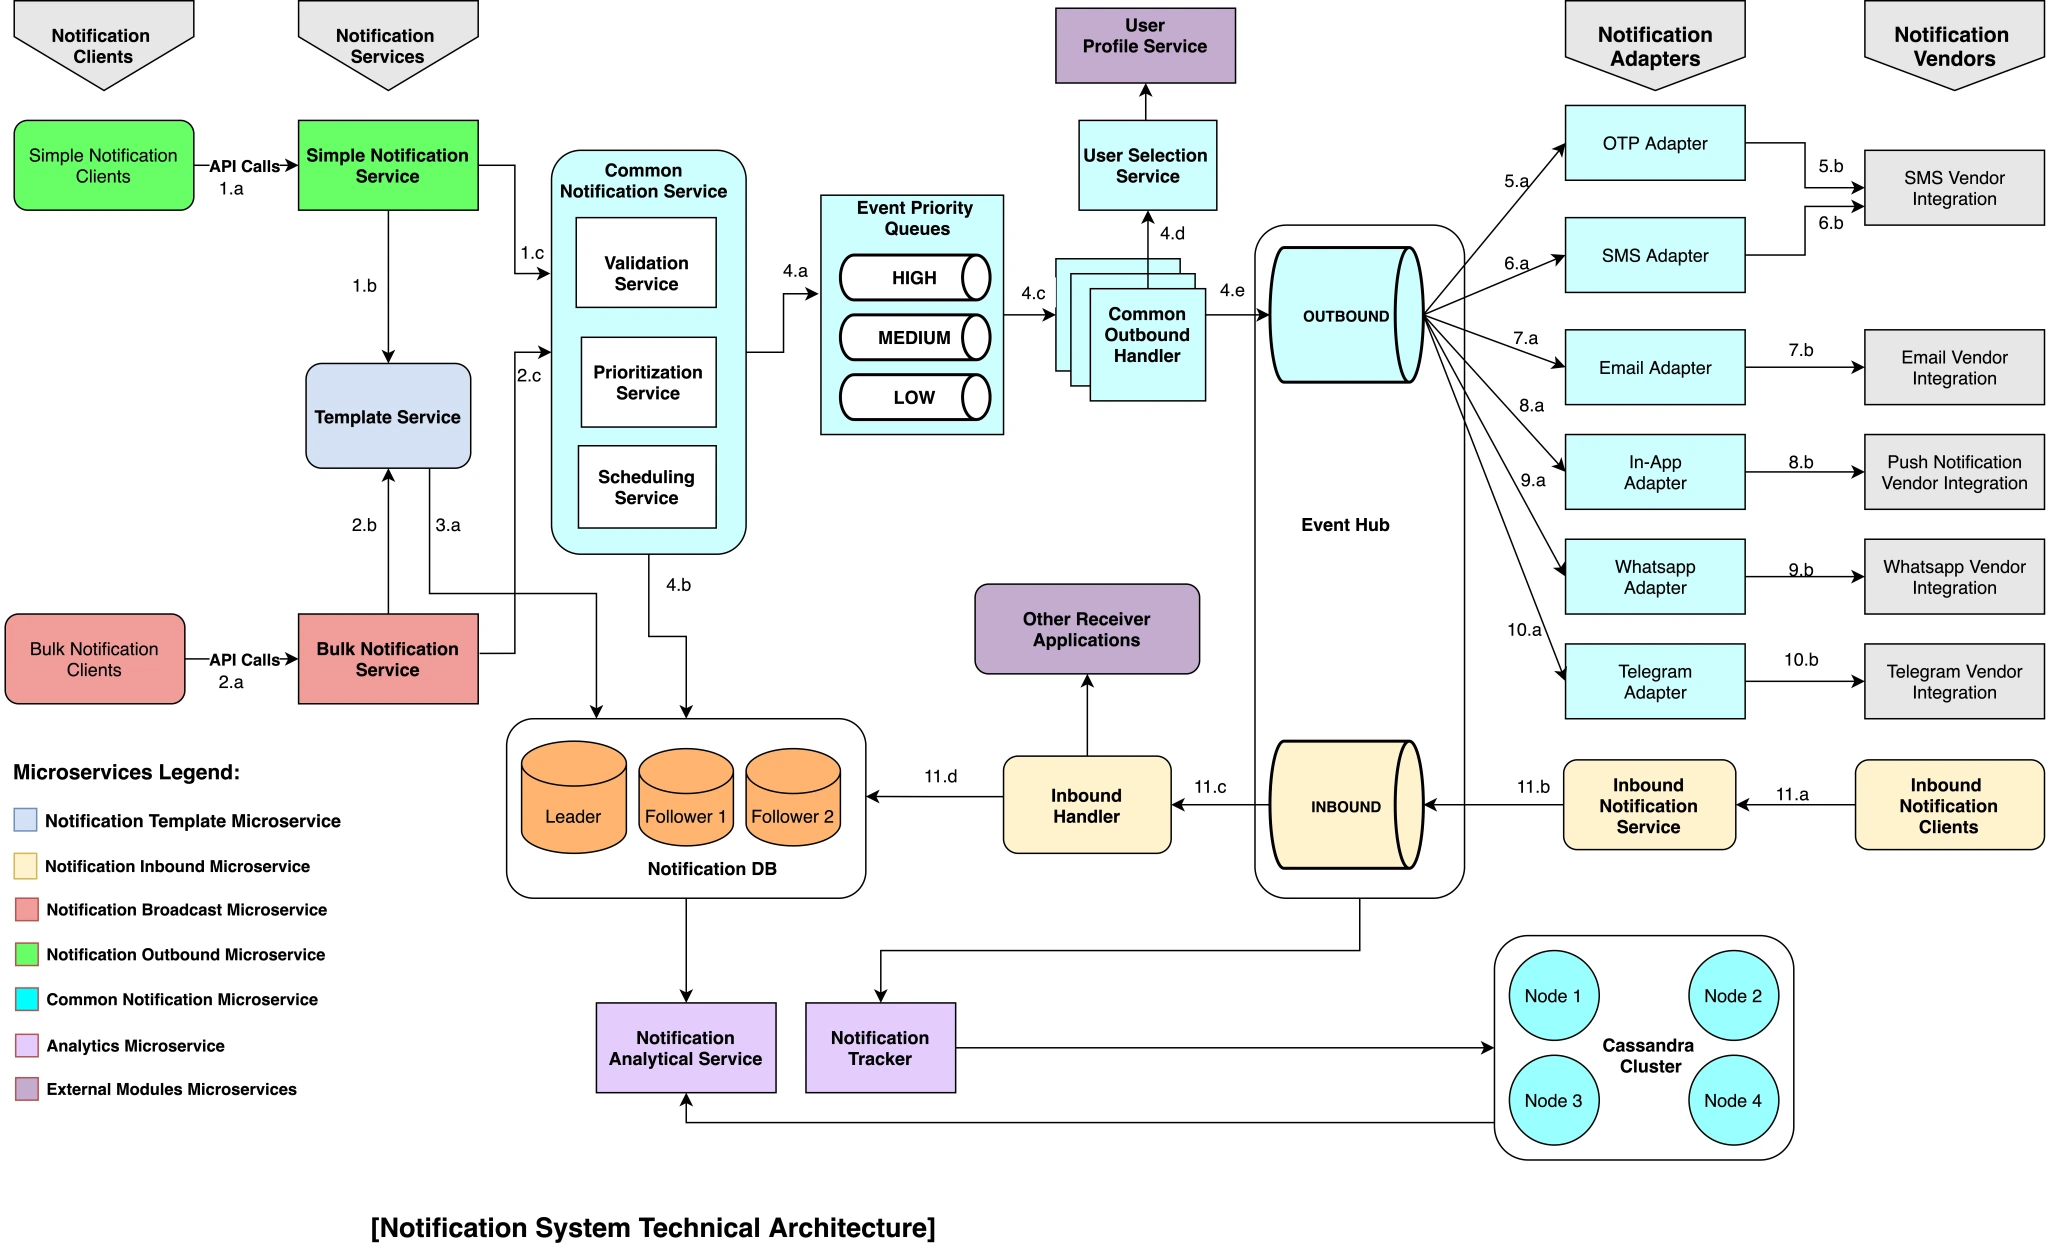 Notification
Clients
Notification
Services
User
Profile Service
Notification
Adapters
Notification
Vendors
Simple Notification
Clients
API Calls
1.a
Simple Notification
Service
1.b
1.c
Common
Notification Service
Validation
Service
Prioritization
Service
Scheduling
Service
4.a
Event Priority
Queues
HIGH
MEDIUM
LOW
4.c
User Selection
Service
4.d
Common
Outbound
Handler
4.e
OUTBOUND
Event Hub
5.a
6.a
7.a
8.a
9.a
10.a
OTP Adapter
SMS Adapter
Email Adapter
In-App
Adapter
Whatsapp
Adapter
Telegram
Adapter
5.b
6.b
7.b
8.b
9.b
10.b
SMS Vendor
Integration
Email Vendor
Integration
Push Notification
Vendor Integration
Whatsapp Vendor
Integration
Telegram Vendor
Integration
Template Service
2.b
3.a
2.c
4.b
Bulk Notification
Clients
API Calls
2.a
Bulk Notification
Service
Other Receiver
Applications
Leader
Follower 1
Follower 2
Notification DB
11.d
Inbound
Handler
11.c
INBOUND
11.b
Inbound
Notification
Service
11.a
Inbound
Notification
Clients
Microservices Legend:
Notification Template Microservice
Notification Inbound Microservice
Notification Broadcast Microservice
Notification Outbound Microservice
Common Notification Microservice
Analytics Microservice
External Modules Microservices
Notification
Analytical Service
Notification
Tracker
Node 1
Node 2
Cassandra
Cluster
Node 3
Node 4
[Notification System Technical Architecture]